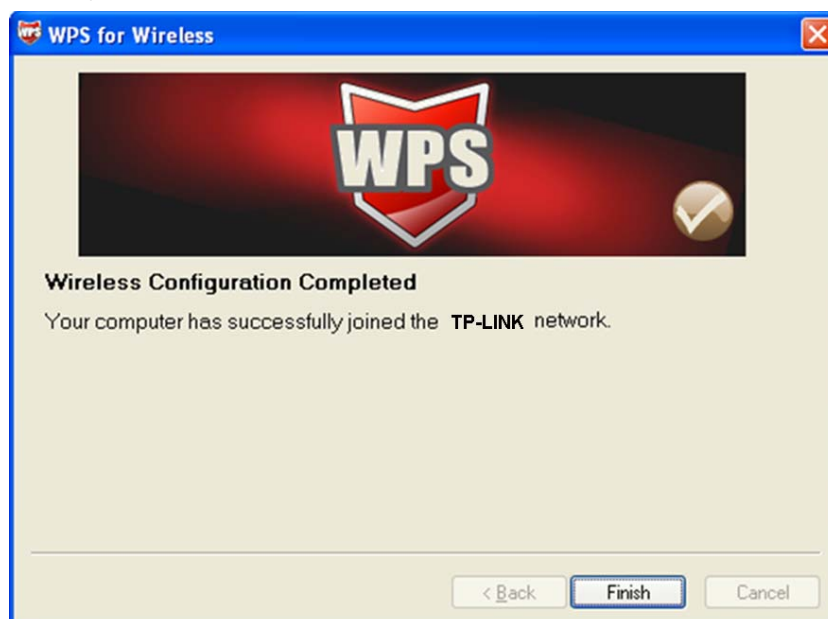 WPS for Wireless
WPS
Wireless Configuration Completed
Your computer has successfully joined the TP-LINK network.
< Back Finish Cancel